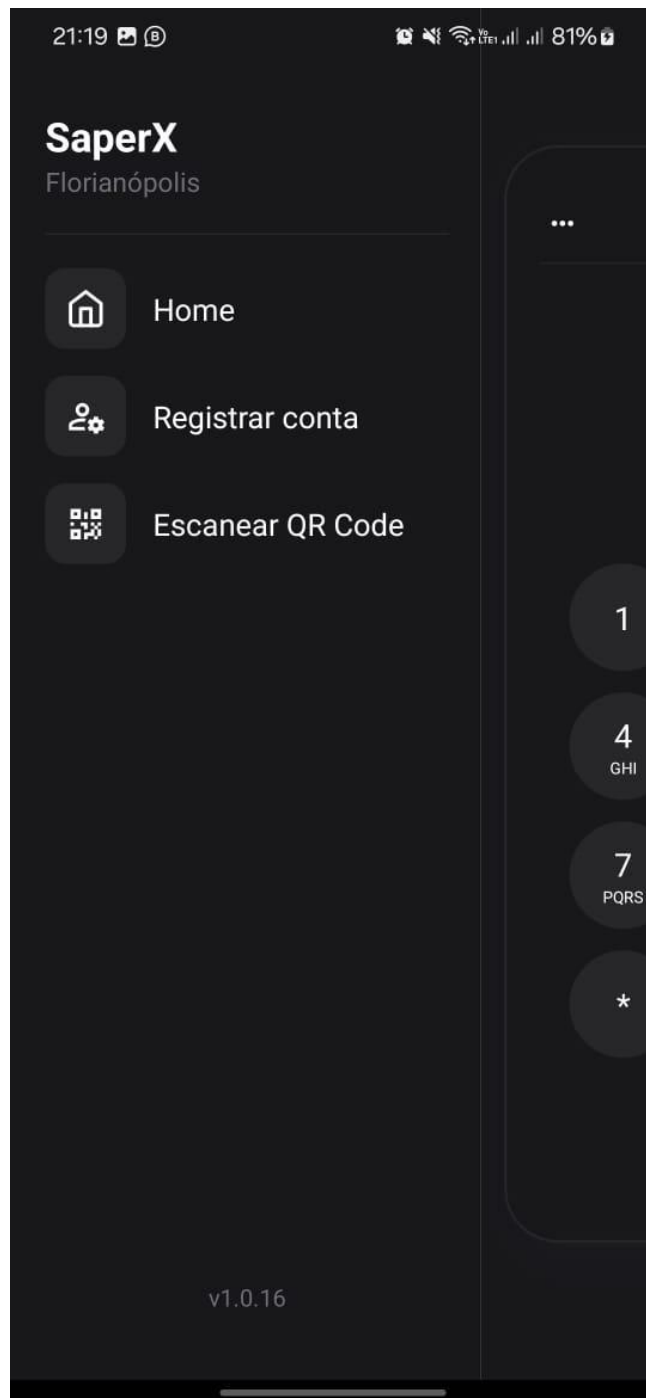 21:19
81%
SaperX
Florianópolis
Home
Registrar conta
Escanear QR Code
1
4
GHI
7
PQRS
*
v1.0.16